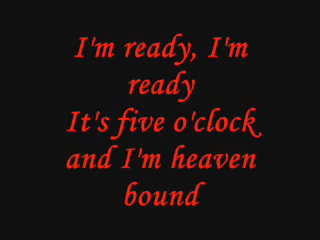 I'm ready, I'm
ready
It's five o'clock
and I'm heaven
bound